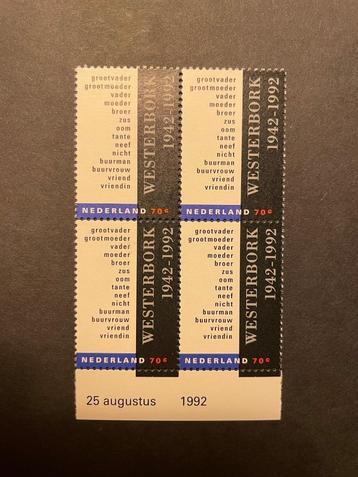 grootvader
grootmoeder
vader
moeder
broer
zus
oom
tante
neef
nicht
buurman
buurvrouw
vriend
vriendin
WESTERBORK
1942-1992
NEDERLAND 70c
grootvader
grootmoeder
vader
moeder
broer
zus
oom
tante
neef
nicht
buurman
buurvrouw
vriend
vriendin
WESTERBORK
1942-1992
NEDERLAND 70c
grootvader
grootmoeder
vader
moeder
broer
zus
oom
tante
neef
nicht
buurman
buurvrouw
vriend
vriendin
WESTERBORK
1942-1992
NEDERLAND 70c
grootvader
grootmoeder
vader
moeder
broer
zus
oom
tante
neef
nicht
buurman
buurvrouw
vriend
vriendin
WESTERBORK
1942-1992
NEDERLAND 70c
25 augustus 1992